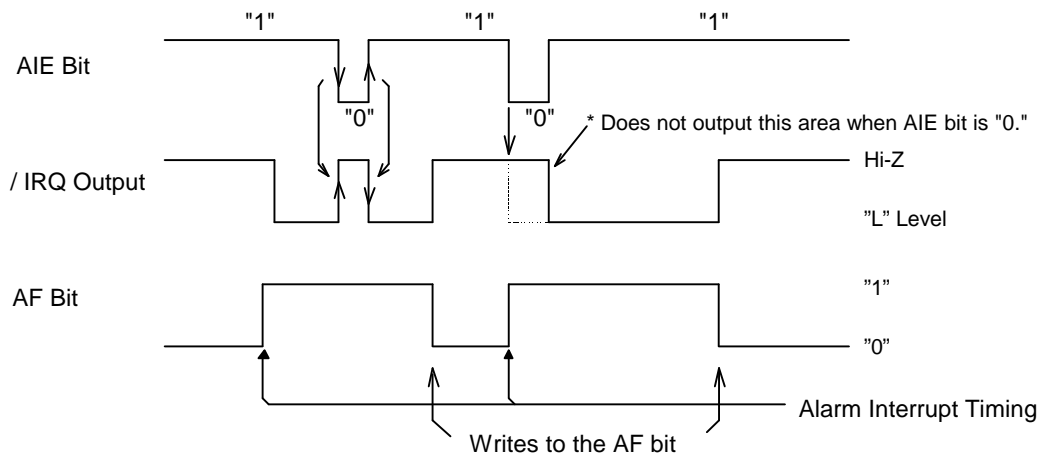 "1" "1" "1"
AIE Bit
"0" "0"
* Does not output this area when AIE bit is "0."
Hi-Z
/ IRQ Output
"L" Level
"1"
AF Bit
"0"
Alarm Interrupt Timing
Writes to the AF bit